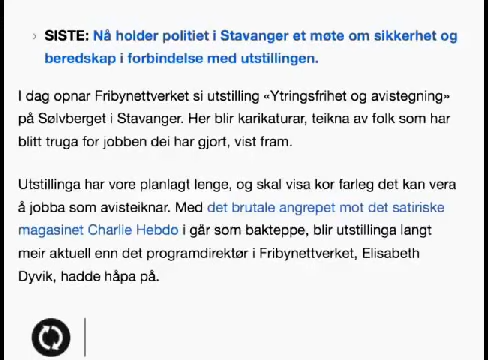 › SISTE: Nå holder politiet i Stavanger et møte om sikkerhet og
beredskap i forbindelse med utstillingen.
I dag opnar Fribynettverket si utstilling «Ytringsfrihet og avistegning»
på Sølvberget i Stavanger. Her blir karikaturar, teikna av folk som har
blitt truga for jobben dei har gjort, vist fram.
Utstillinga har vore planlagt lenge, og skal visa kor farleg det kan vera
å jobba som avisteiknar. Med det brutale angrepet mot det satiriske
magasinet Charlie Hebdo i går som bakteppe, blir utstillinga langt
meir aktuell enn det programdirektør i Fribynettverket, Elisabeth
Dyvik, hadde håpa på.